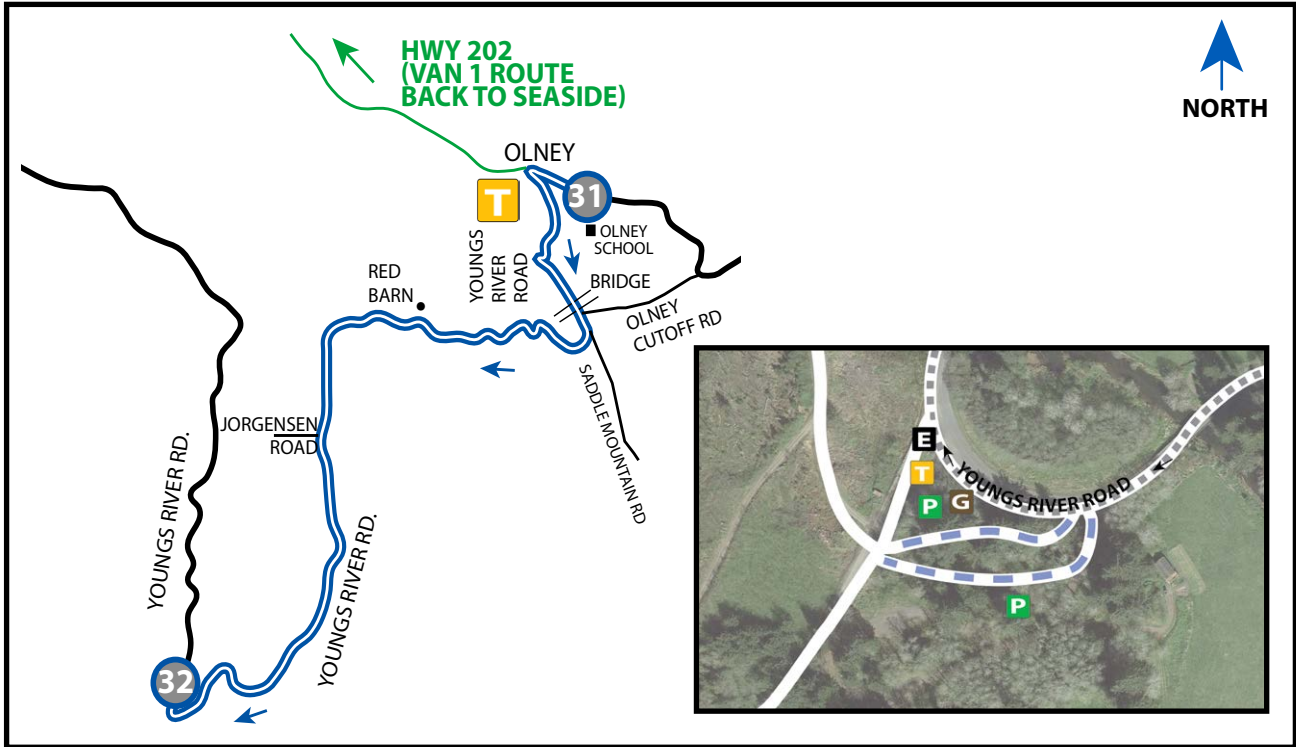 HWY 202
(VAN 1 ROUTE
BACK TO SEASIDE)
NORTH
OLNEY
T
31
OLNEY
SCHOOL
YOUNGS
RIVER
ROAD
BRIDGE
RED
BARN
OLNEY
CUTOFF RD
SADDLE MOUNTAIN RD
JORGENSEN
ROAD
YOUNGS RIVER RD.
YOUNGS RIVER RD.
32
E
T
P
G
YOUNGS RIVER ROAD
P